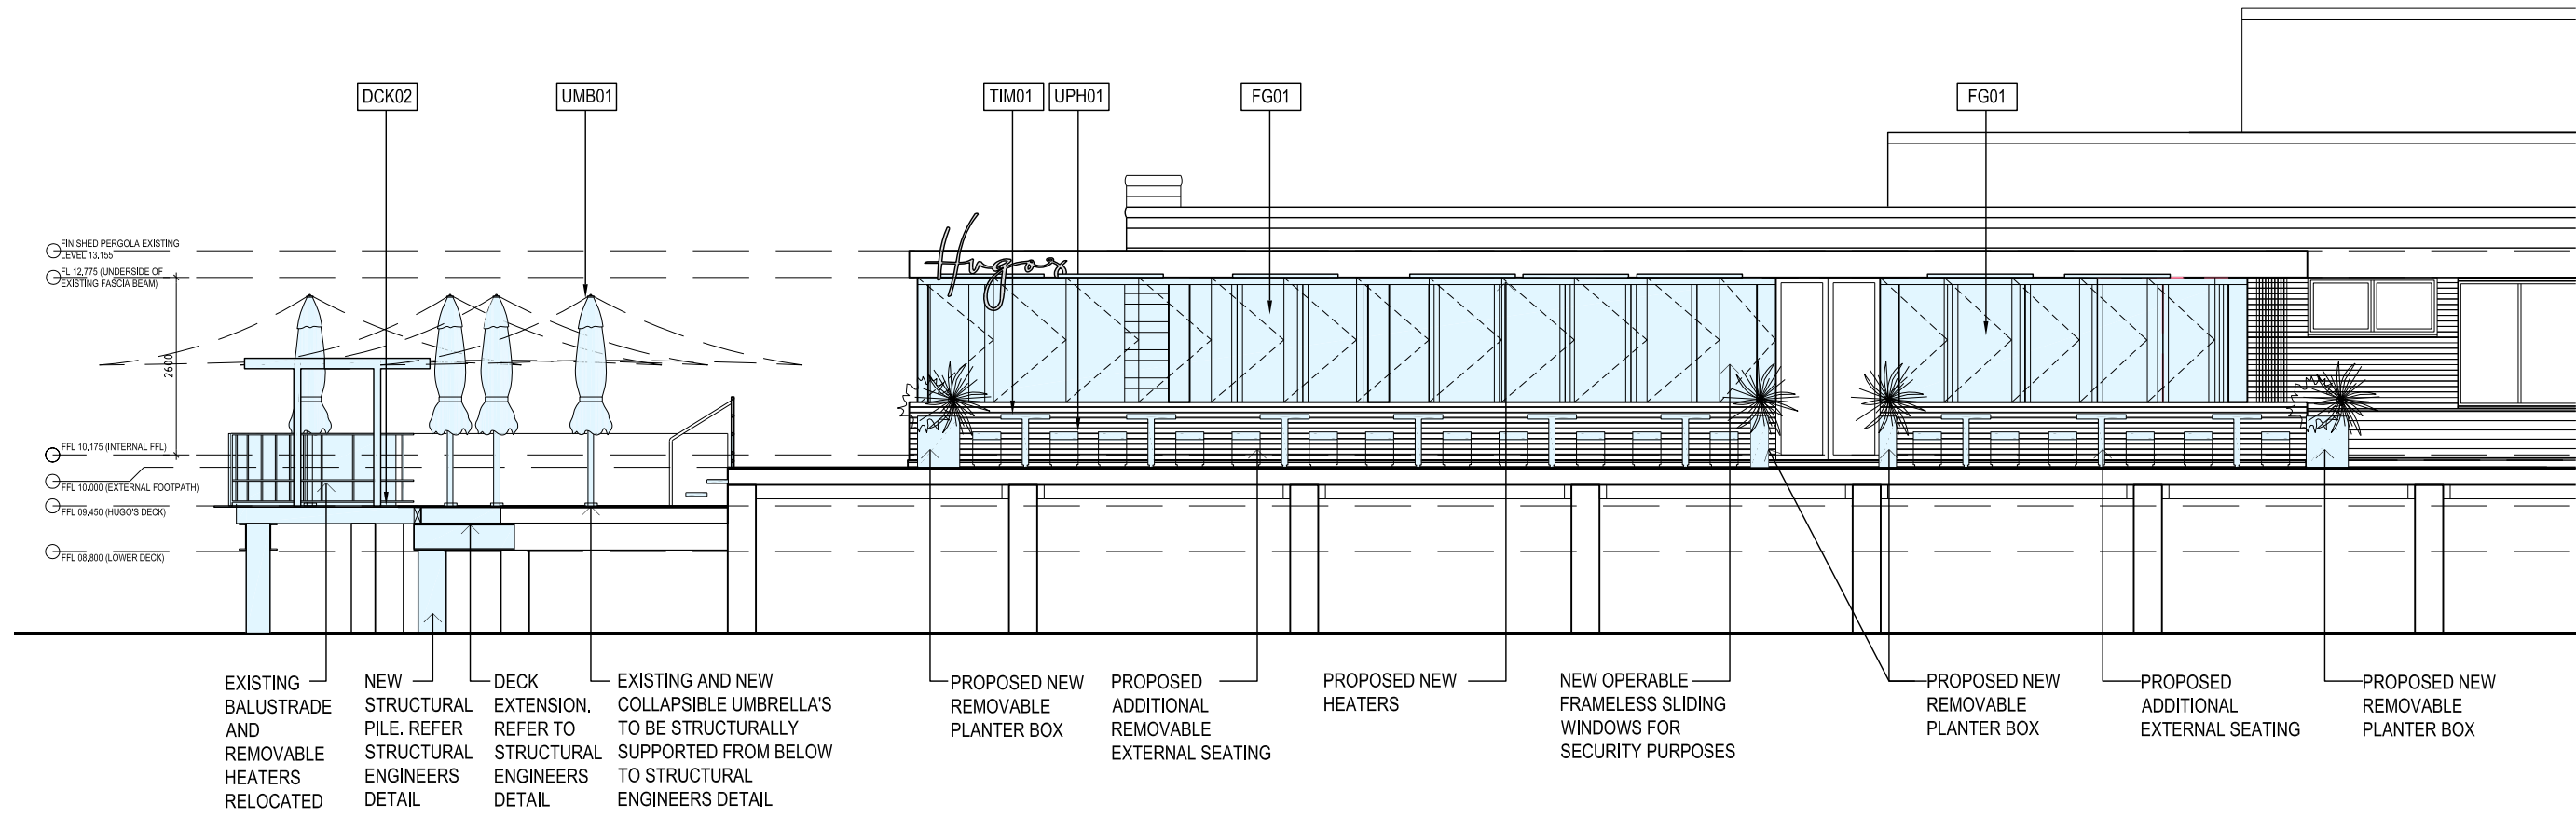 DCK02
UMB01
TIM01
UPH01
FG01
FG01
Hugos
FINISHED PERGOLA EXISTING
LEVEL 13.155
FL 12,775 (UNDERSIDE OF
EXISTING FASCIA BEAM)
2600
FFL 10,175 (INTERNAL FFL)
FFL 10.000 (EXTERNAL FOOTPATH)
FFL 09,450 (HUGO'S DECK)
FFL 08,800 (LOWER DECK)
EXISTING
BALUSTRADE
AND
REMOVABLE
HEATERS
RELOCATED
NEW
STRUCTURAL
PILE. REFER
STRUCTURAL
ENGINEERS
DETAIL
DECK
EXTENSION.
REFER TO
STRUCTURAL
ENGINEERS
DETAIL
EXISTING AND NEW
COLLAPSIBLE UMBRELLA'S
TO BE STRUCTURALLY
SUPPORTED FROM BELOW
TO STRUCTURAL
ENGINEERS DETAIL
PROPOSED NEW
REMOVABLE
PLANTER BOX
PROPOSED
ADDITIONAL
REMOVABLE
EXTERNAL SEATING
PROPOSED NEW
HEATERS
NEW OPERABLE
FRAMELESS SLIDING
WINDOWS FOR
SECURITY PURPOSES
PROPOSED NEW
REMOVABLE
PLANTER BOX
PROPOSED
ADDITIONAL
EXTERNAL SEATING
PROPOSED NEW
REMOVABLE
PLANTER BOX